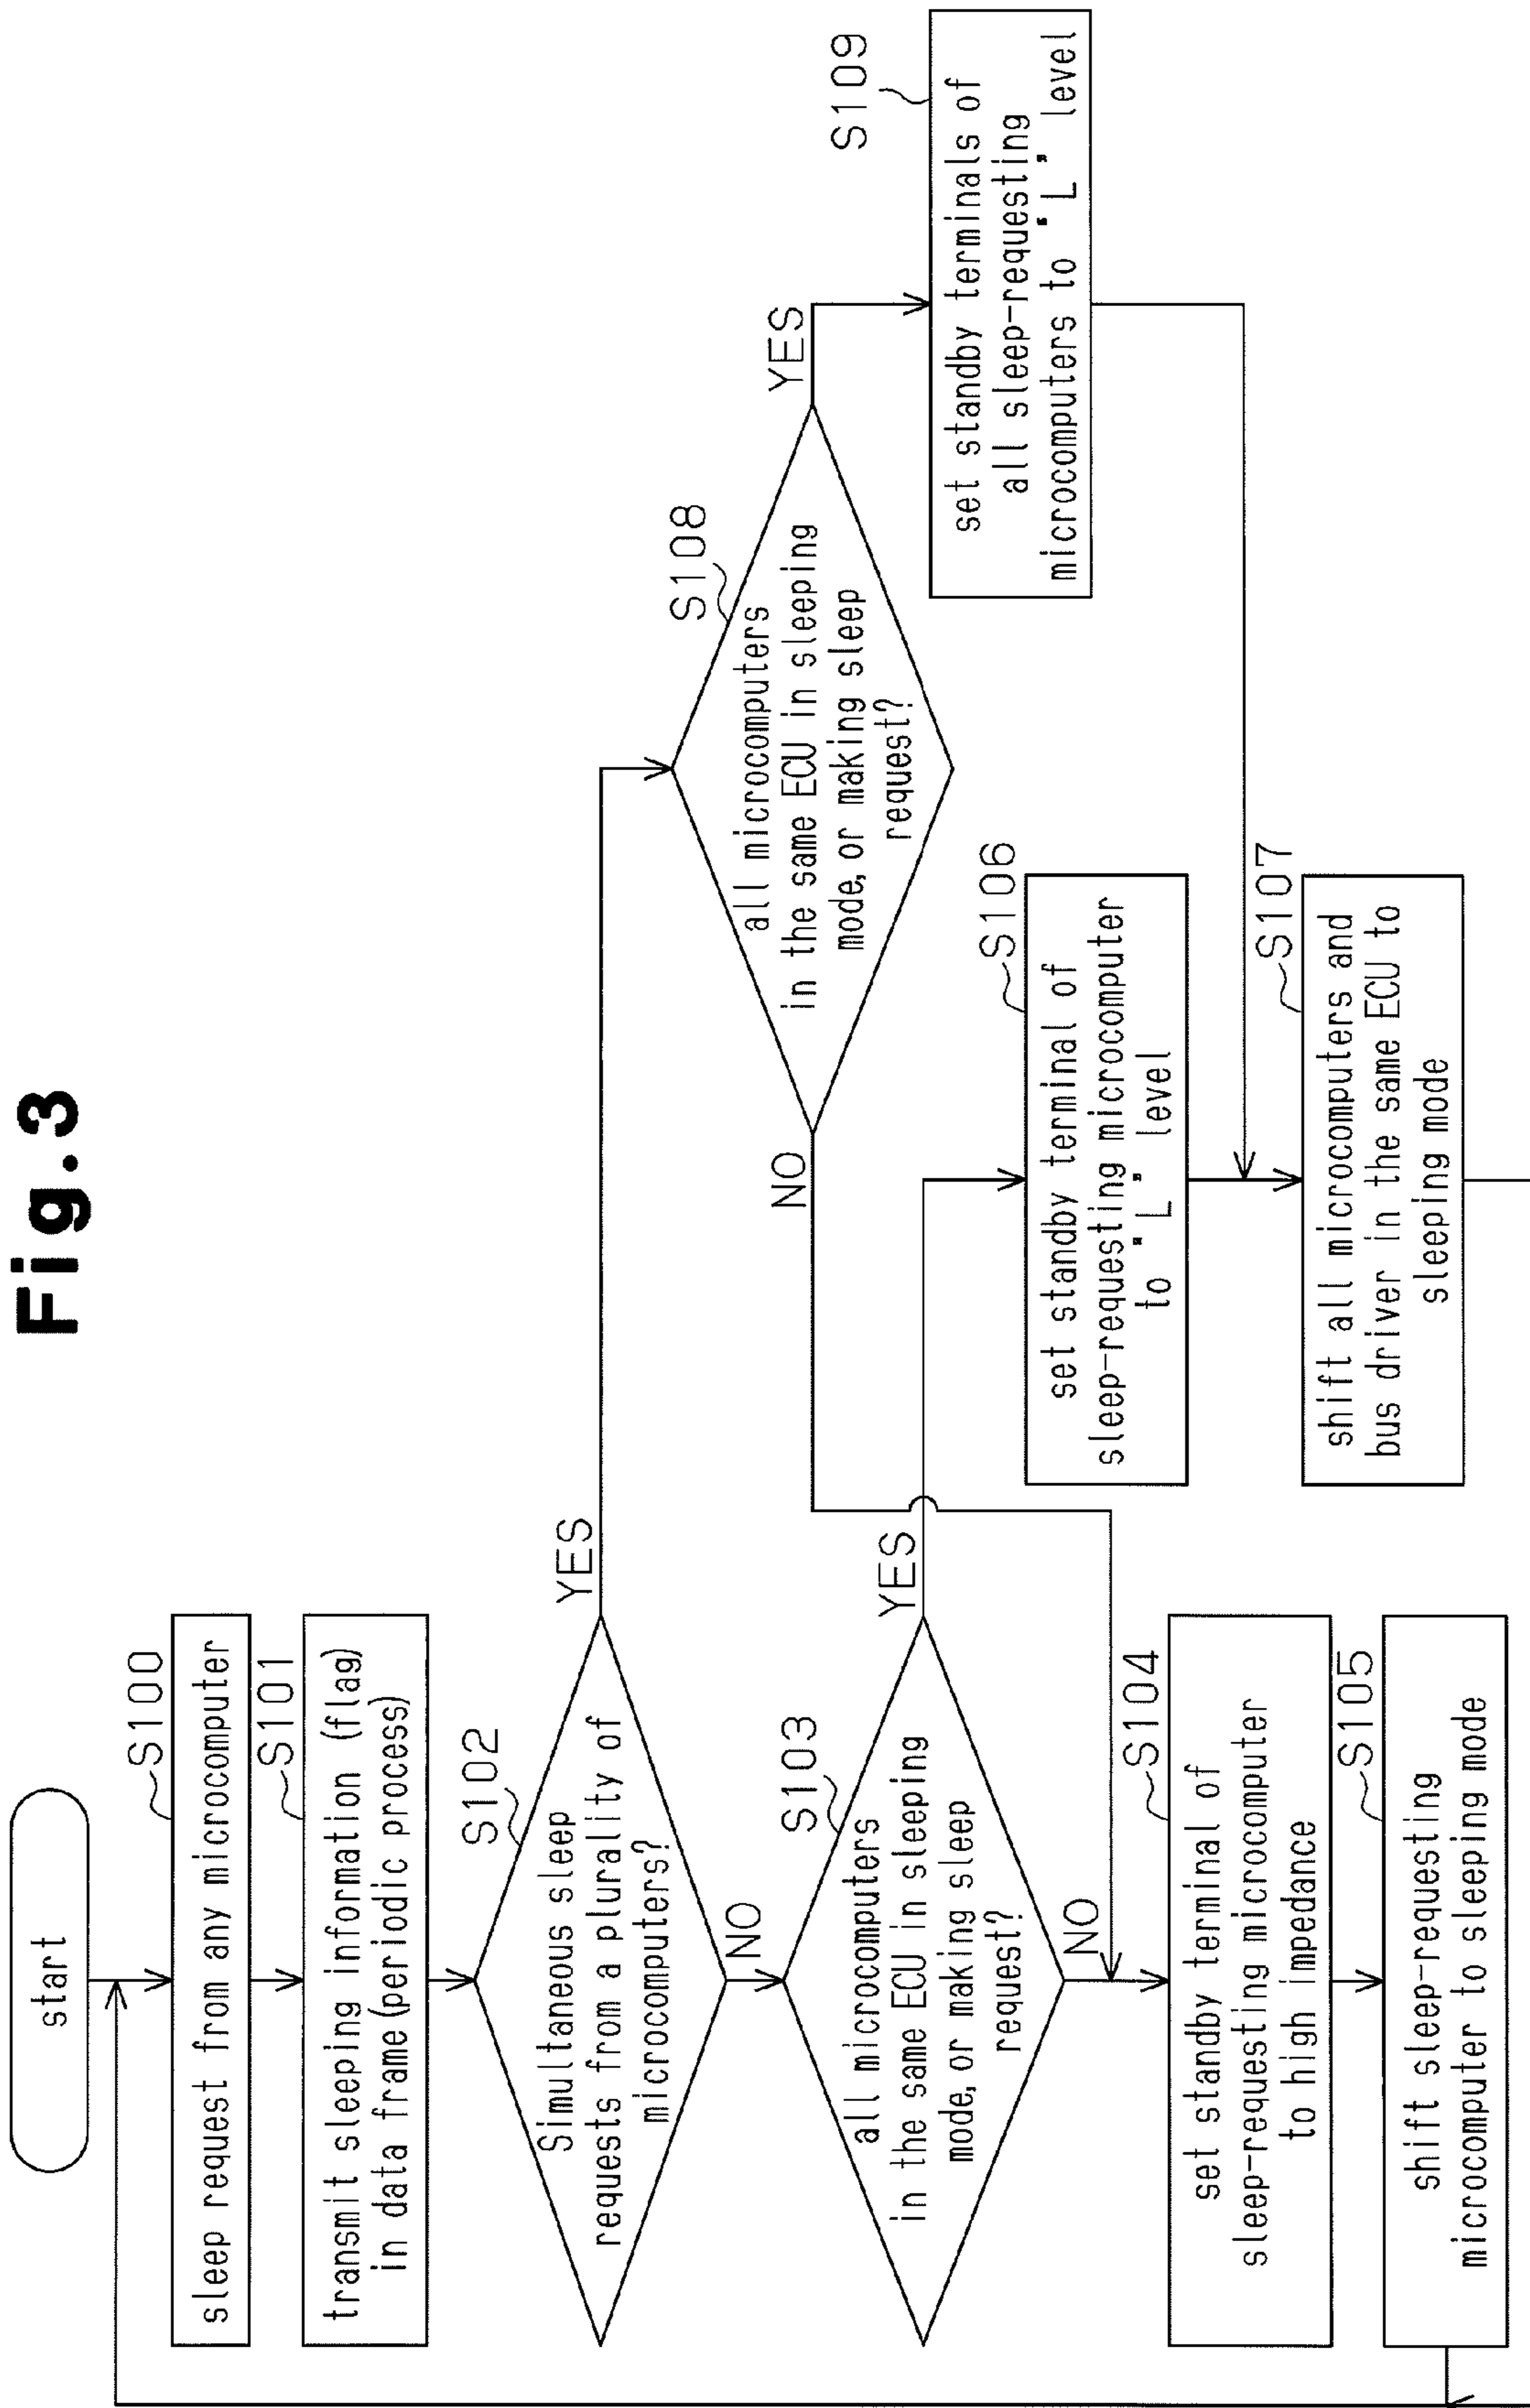 Fig.3
start
S100
sleep request from any microcomputer
S101
transmit sleeping information (flag)
in data frame(periodic process)
S102
Simultaneous sleep
requests from a plurality of
microcomputers?
YES
NO
S103
all microcomputers
in the same ECU in sleeping
mode, or making sleep
request?
YES
NO
S104
set standby terminal of
sleep-requesting microcomputer
to high impedance
S105
shift sleep-requesting
microcomputer to sleeping mode
S106
set standby terminal of
sleep-requesting microcomputer
to "L" level
S107
shift all microcomputers and
bus driver in the same ECU to
sleeping mode
S108
all microcomputers
in the same ECU in sleeping
mode, or making sleep
request?
YES
NO
S109
set standby terminals of
all sleep-requesting
microcomputers to "L" level